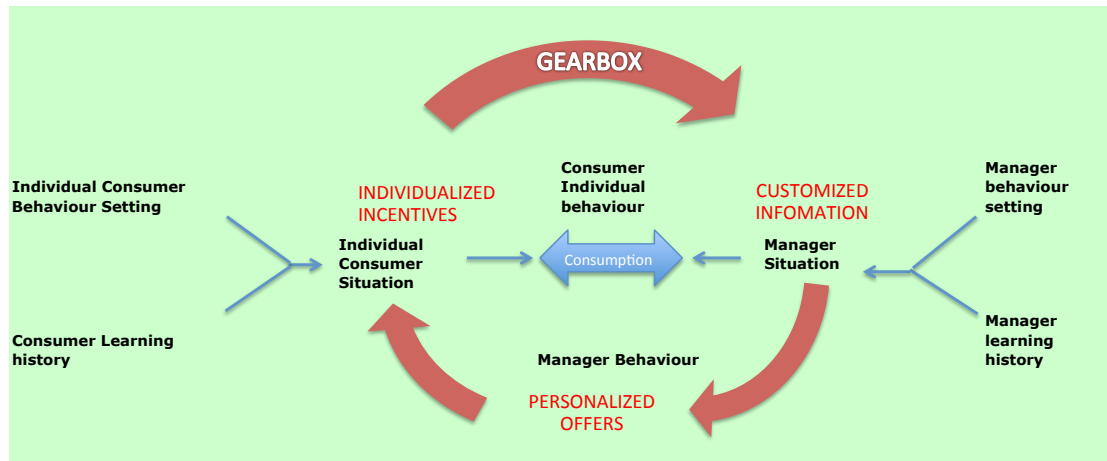 GEARBOX
Individual Consumer
Behaviour Setting
INDIVIDUALIZED
INCENTIVES
Consumer
Individual
behaviour
CUSTOMIZED
INFOMATION
Manager
behaviour
setting
Individual
Consumer
Situation
Consumption
Manager
Situation
Consumer Learning
history
Manager Behaviour
PERSONALIZED
OFFERS
Manager
learning
history